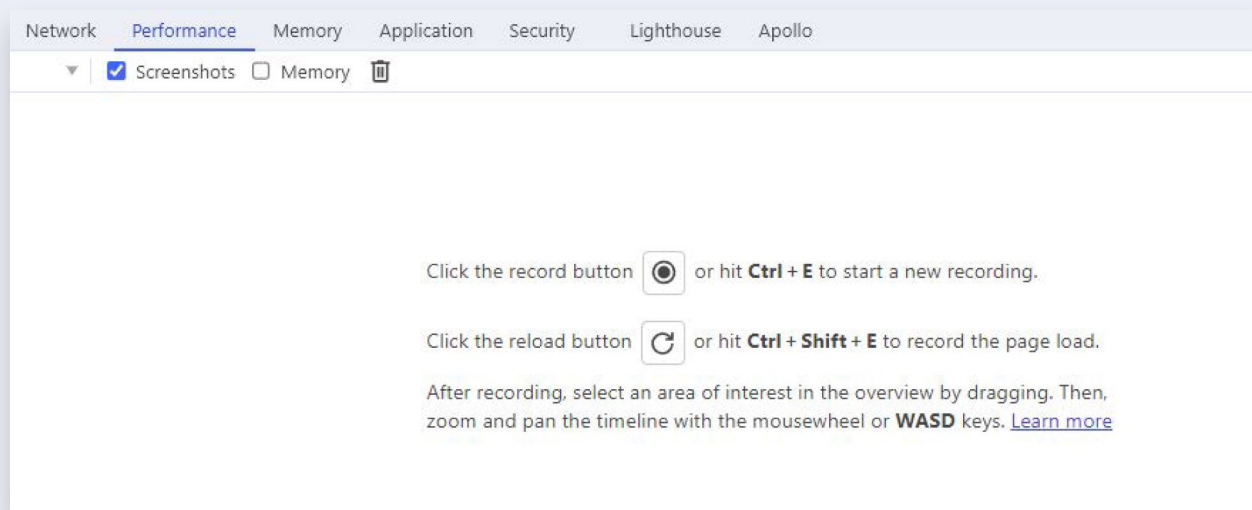 Network Performance Memory Application Security Lighthouse Apollo
Screenshots Memory
Click the record button or hit Ctrl + E to start a new recording.
Click the reload button or hit Ctrl + Shift + E to record the page load.
After recording, select an area of interest in the overview by dragging. Then,
zoom and pan the timeline with the mousewheel or WASD keys. Learn more